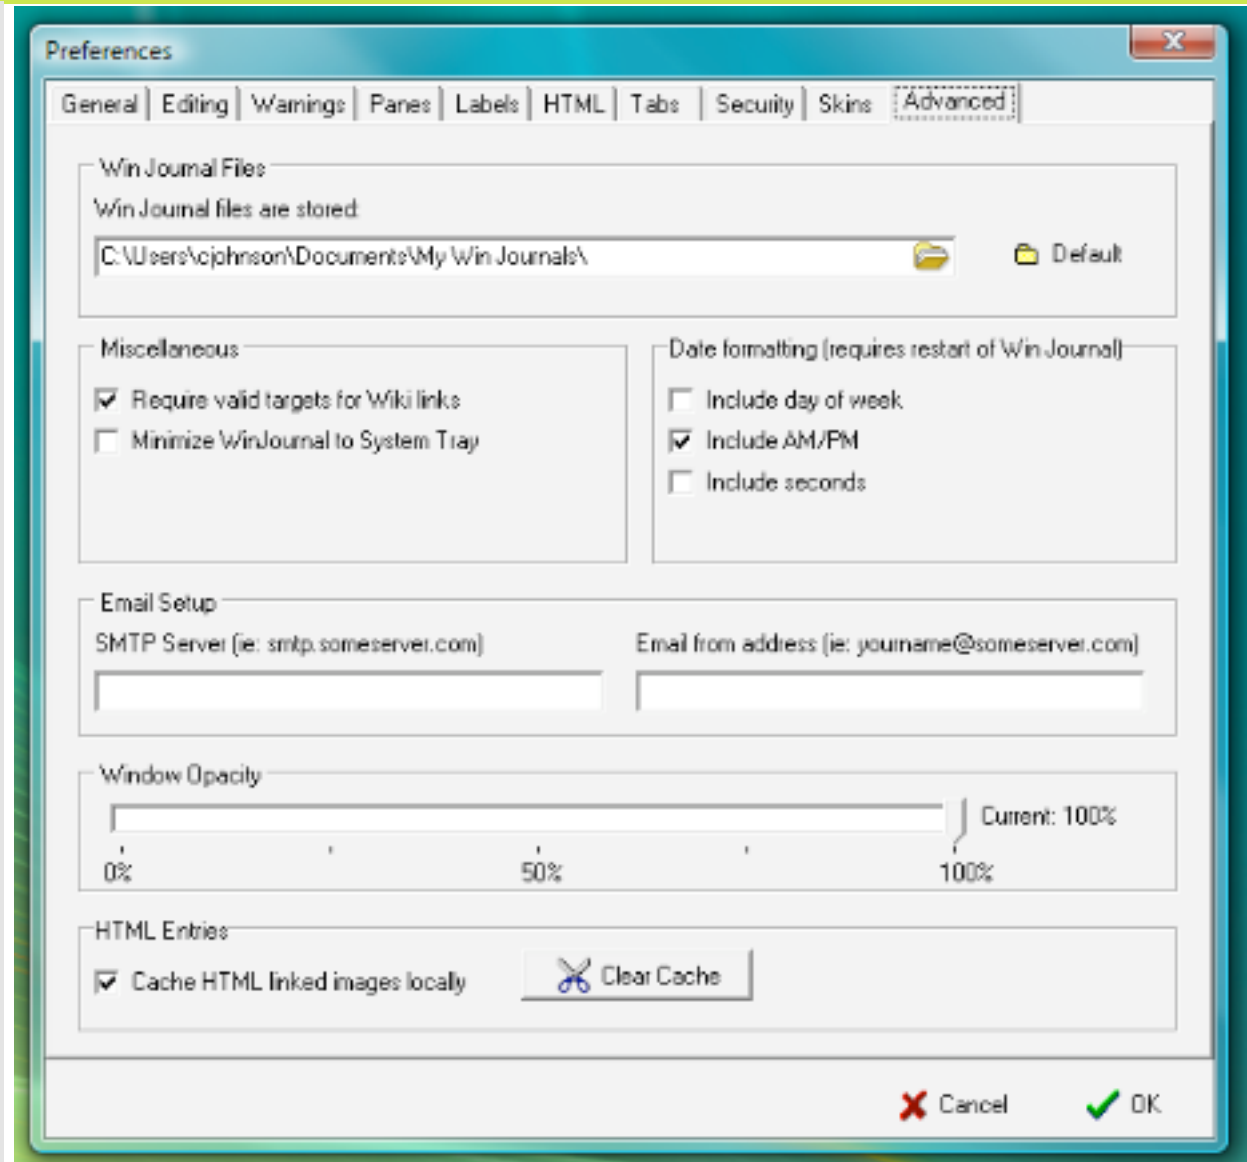 Preferences
General Editing Warnings Panes Labels HTML Tabs Security Skins Advanced
Win Journal Files
Win Journal files are stored:
C:\Users\cjohnson\Documents\My Win Journals\ Default
Miscellaneous
Require valid targets for Wiki links
Minimize WinJournal to System Tray
Date formatting (requires restart of Win Journal)
Include day of week
Include AM/PM
Include seconds
Email Setup
SMTP Server (ie: smtp.someserver.com) Email from address (ie: yourname@someserver.com)
Window Opacity
Current: 100%
0% 50% 100%
HTML Entries
Cache HTML linked images locally Clear Cache
Cancel OK